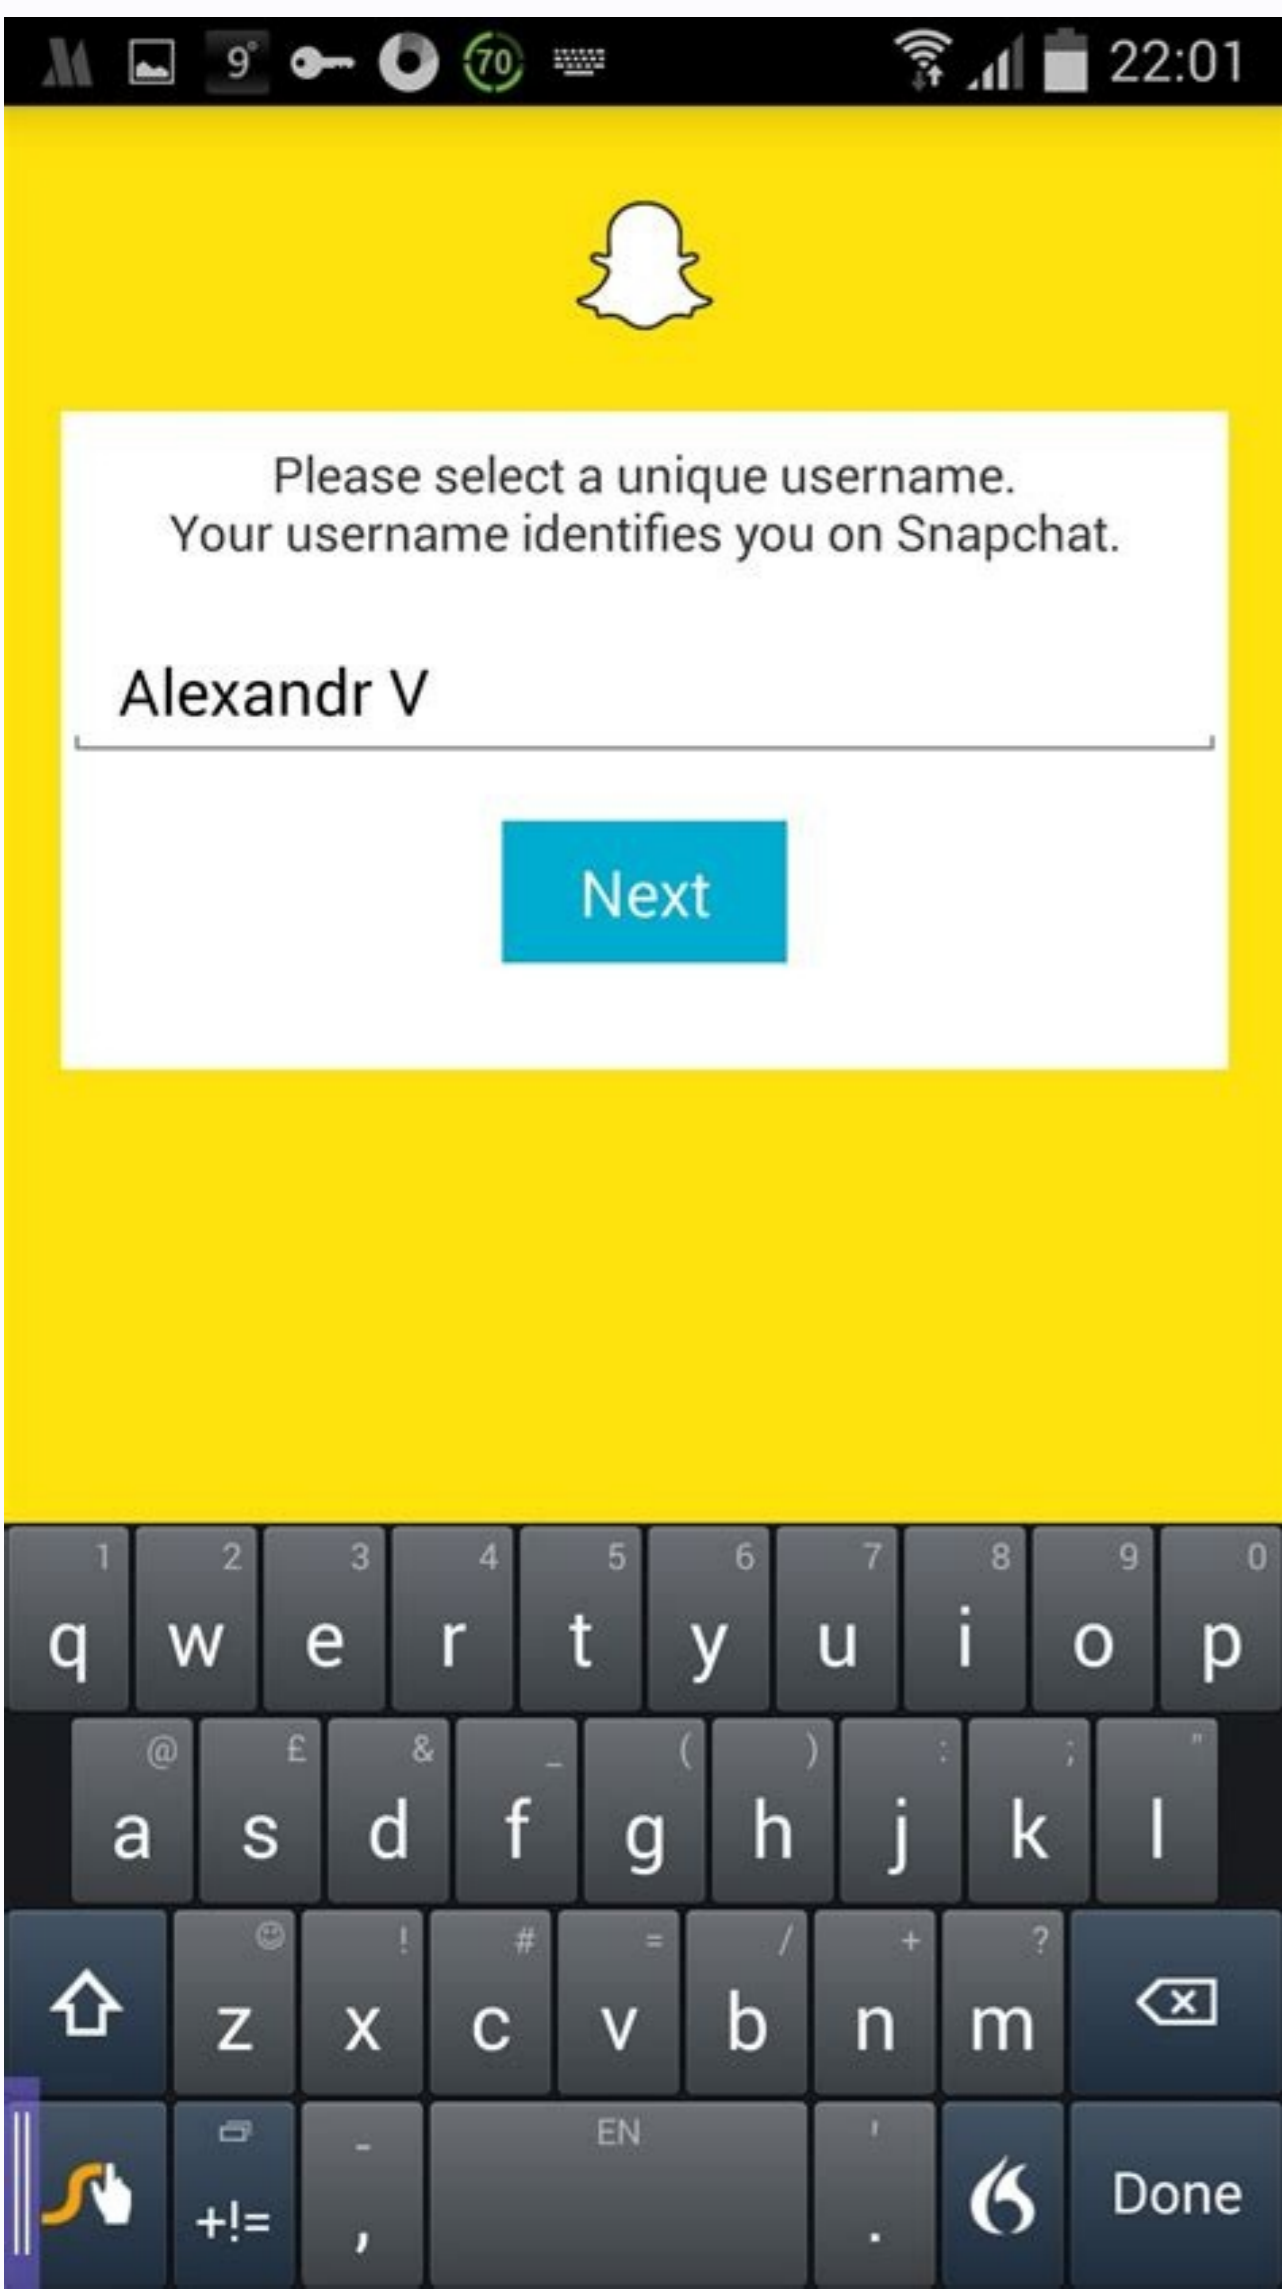 9° 70 22:01
Please select a unique username.
Your username identifies you on Snapchat.
Alexandr V
Next
1 2 3 4 5 6 7 8 9 0
q w e r t y u i o p
@ £ & _ ( ) : ; "
a s d f g h j k l
! # = / + ?
z x c v b n m
- EN '
+!= , . Done